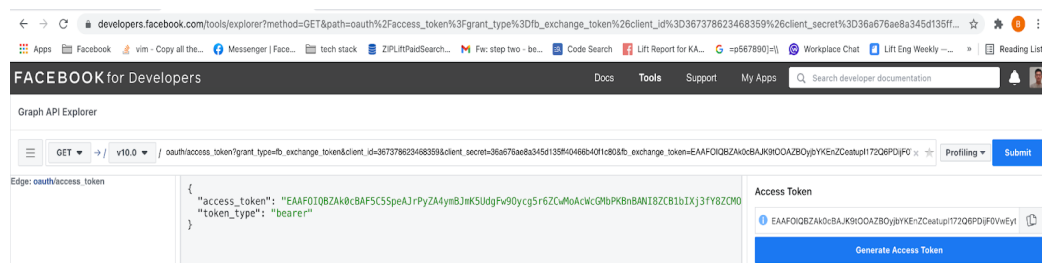 developers.facebook.com/tools/explorer?method=GET&path=oauth%2Faccess_token%3Fgrant_type%3Dfb_exchange_token%26client_id%3D367378623468359%26client_secret%3D36a676ae8a345d135ff...
Apps Facebook vim - Copy all the... Messenger | Face... tech stack ZIPLiftPaidSearch... Fw: step two - be... Code Search Lift Report for KA... =p567890]=\\ Workplace Chat Lift Eng Weekly —... » Reading List
FACEBOOK for Developers Docs Tools Support My Apps Search developer documentation
Graph API Explorer
GET → / v10.0 / oauth/access_token?grant_type=fb_exchange_token&client_id=367378623468359&client_secret=36a676ae8a345d135ff40466b40f1c80&fb_exchange_token= Profiling Submit
Edge: oauth/access_token
{
"access_token":
"token_type": "bearer"
}
Access Token
Generate Access Token